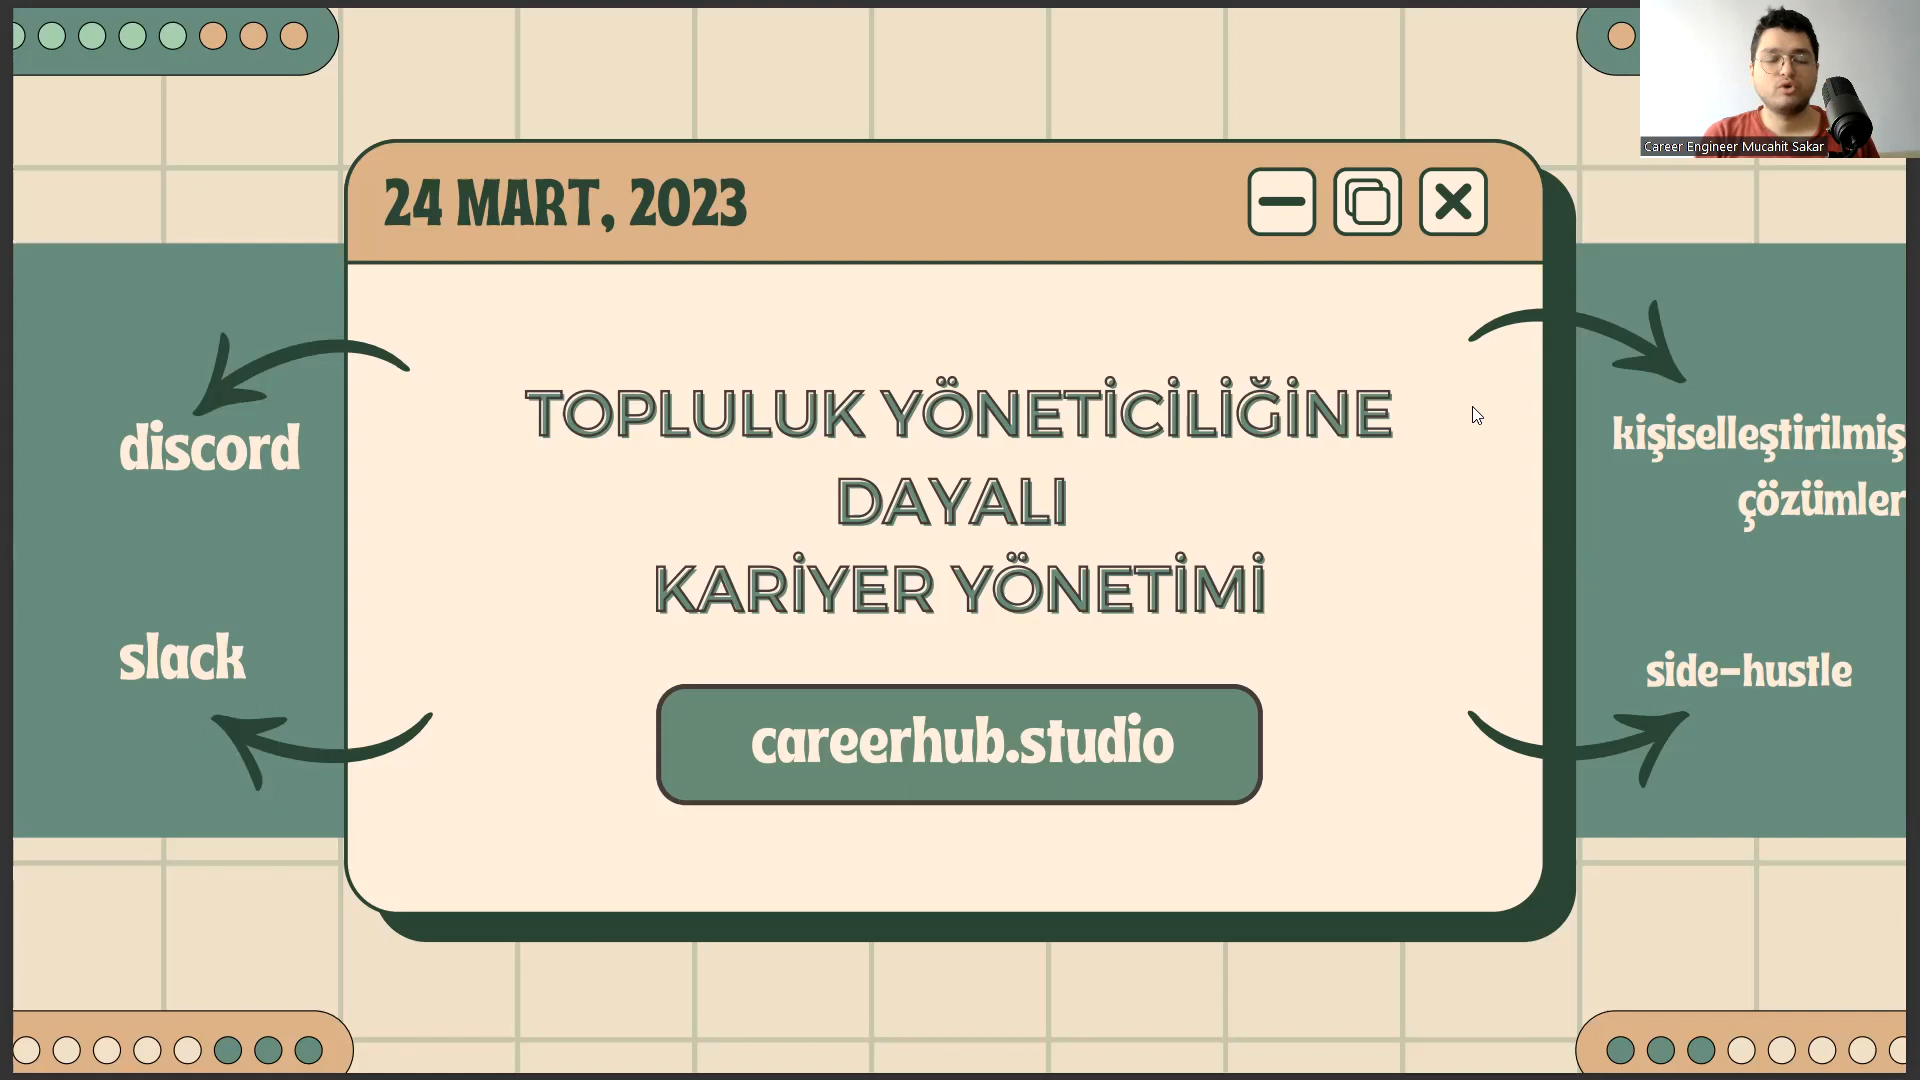 Career Engineer Mucahit Sakar
24 MART, 2023
discord
slack
TOPLULUK YÖNETİCİLİĞİNE
DAYALI
KARİYER YÖNETİMİ
careerhub.studio
kişiselleştirilmiş
çözümler
side-hustle